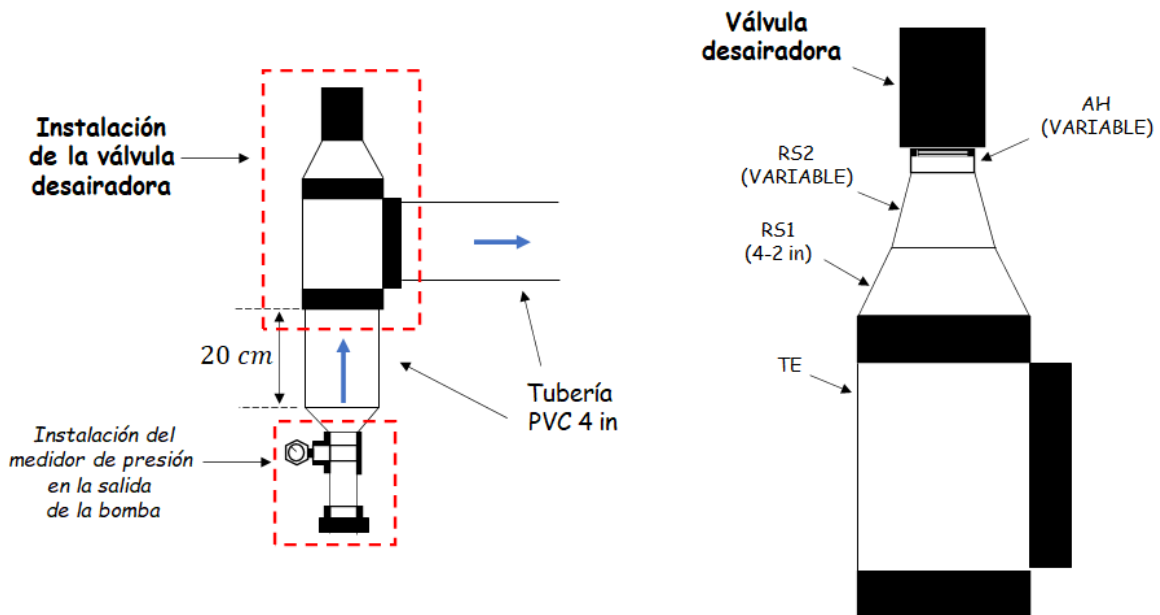 Instalación
de la válvula
desairadora
20 cm
Instalación del
medidor de presión
en la salida
de la bomba
Tubería
PVC 4 in
Válvula
desairadora
AH
(VARIABLE)
RS2
(VARIABLE)
RS1
(4-2 in)
TE